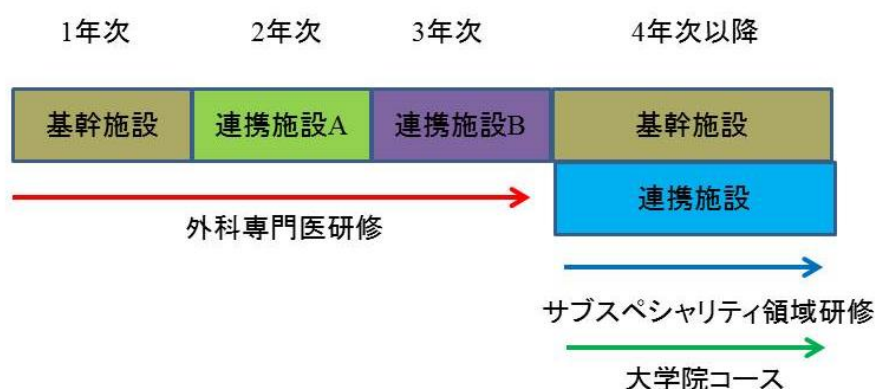 1年次 2年次 3年次 4年次以降
基幹施設 連携施設A 連携施設B 基幹施設
連携施設
外科専門医研修
サブスペシャリティ領域研修
大学院コース